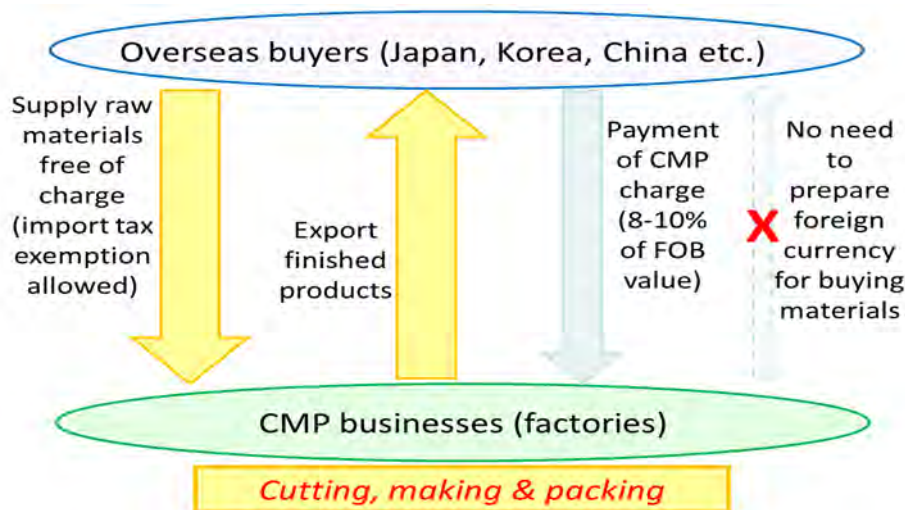 Overseas buyers (Japan, Korea, China etc.)
Supply raw
materials
free of
charge
(import tax
exemption
allowed)
Export
finished
products
Payment
of CMP
charge
(8-10%
of FOB
value)
X
No need
to
prepare
foreign
currency
for buying
materials
CMP businesses (factories)
Cutting, making & packing